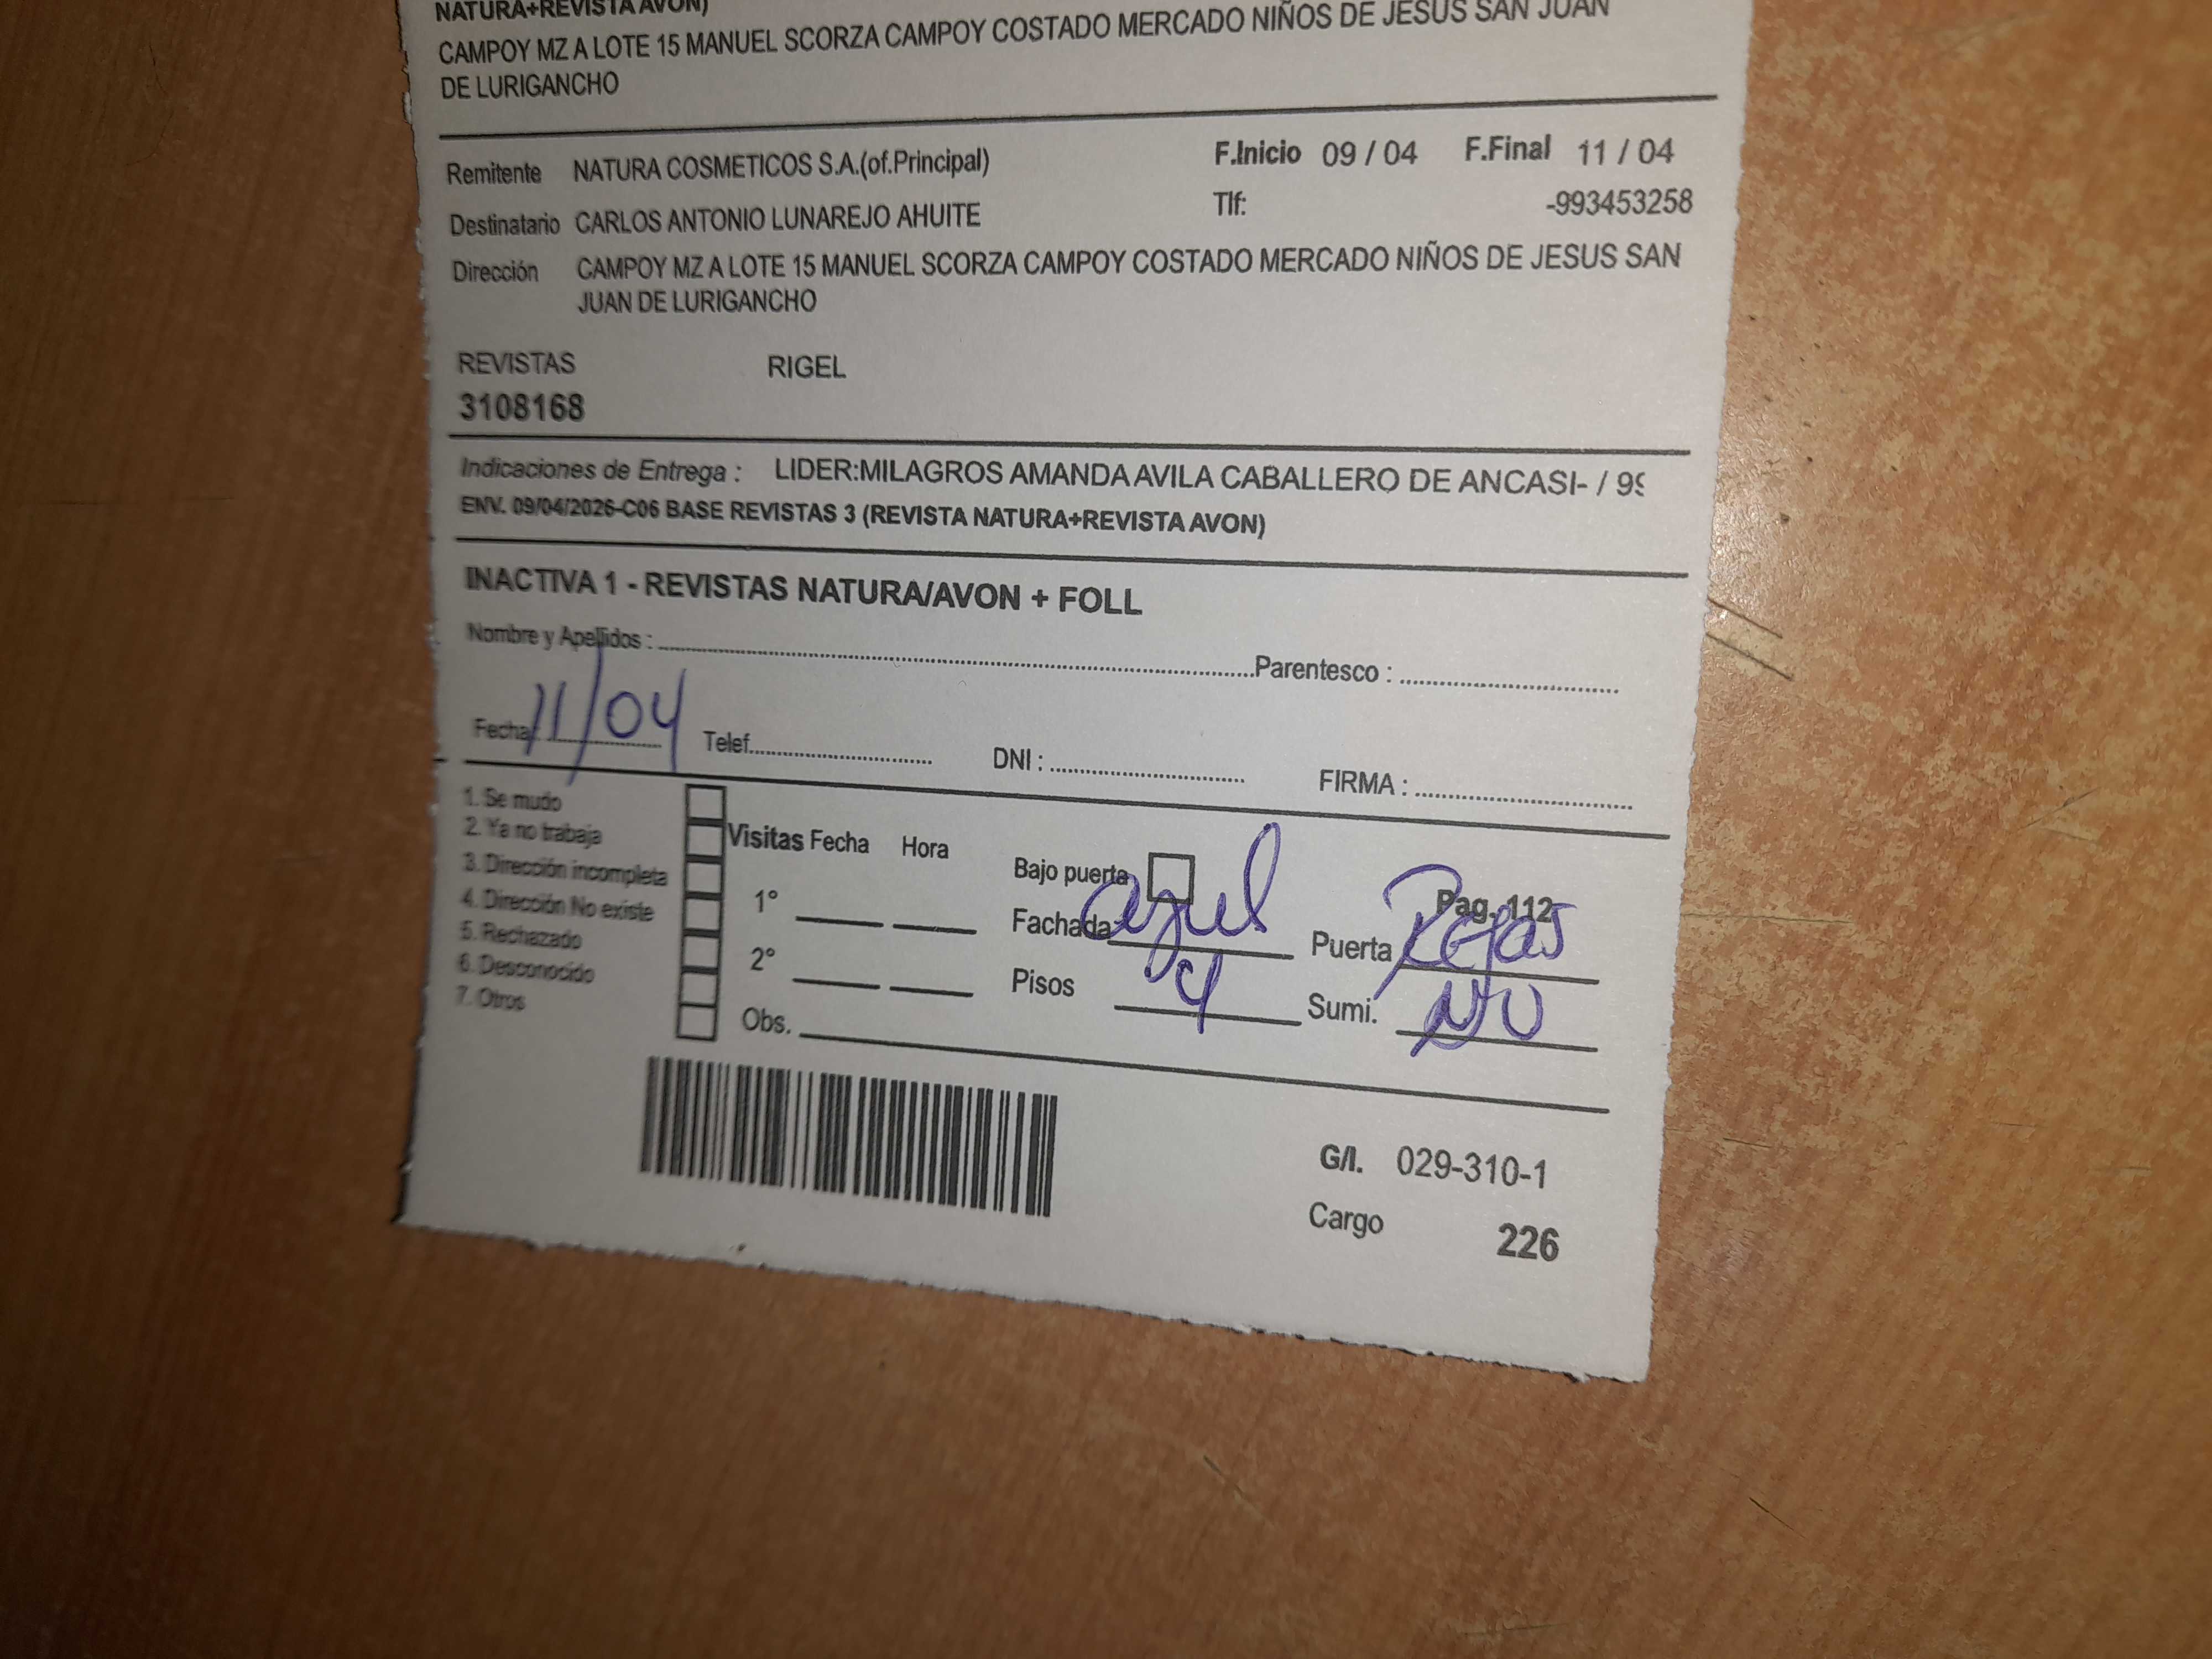 NATURA+REVISTA AVON)
CAMPOY MZ A LOTE 15 MANUEL SCORZA CAMPOY COSTADO MERCADO NIÑOS DE JESUS SAN JUAN
DE LURIGANCHO
Remitente NATURA COSMETICOS S.A.(of.Principal) F.Inicio 09 / 04 F.Final 11 / 04
Destinatario CARLOS ANTONIO LUNAREJO AHUITE Tlf: -993453258
Dirección CAMPOY MZ A LOTE 15 MANUEL SCORZA CAMPOY COSTADO MERCADO NIÑOS DE JESUS SAN
JUAN DE LURIGANCHO
REVISTAS RIGEL
3108168
Indicaciones de Entrega : LIDER:MILAGROS AMANDA AVILA CABALLERO DE ANCASI- / 99
ENV. 09/04/2026-C06 BASE REVISTAS 3 (REVISTA NATURA+REVISTA AVON)
INACTIVA 1 - REVISTAS NATURA/AVON + FOLL
Nombre y Apellidos : Parentesco :
Fecha 11/04 Telef. DNI : FIRMA :
1. Se mudo
2. Ya no trabaja
3. Dirección incompleta
4. Dirección No existe
5. Rechazado
6. Desconocido
7. Otros
Visitas Fecha Hora
1°
2°
Obs.
Bajo puerta Pag. 112
Fachada azul Puerta Rejas
Pisos 4 Sumi. NO
G/I. 029-310-1
Cargo 226